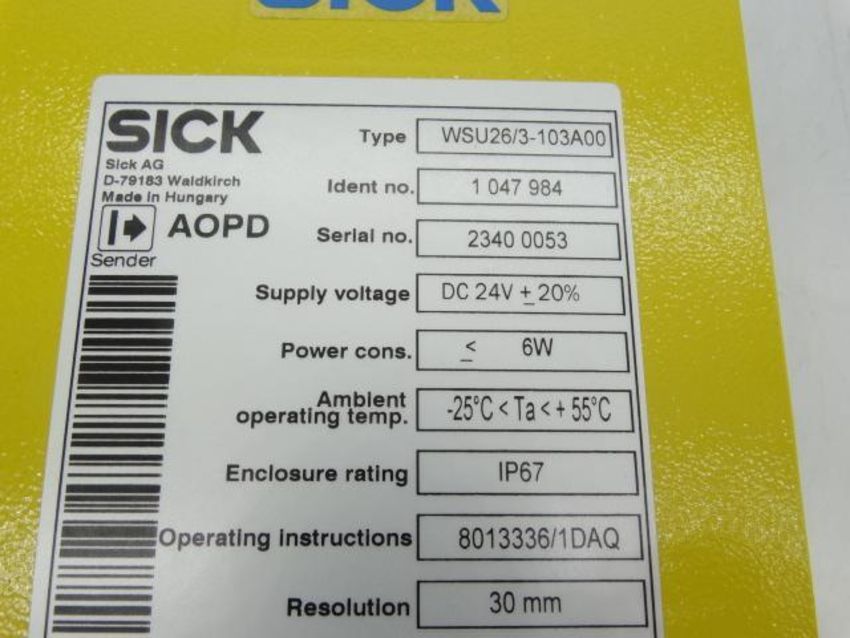 SICK
SICK
Sick AG
D-79183 Waldkirch
Made in Hungary
AOPD
Sender
Type WSU26/3-103A00
Ident no. 1 047 984
Serial no. 2340 0053
Supply voltage DC 24V ± 20%
Power cons. ≤ 6W
Ambient
operating temp. -25°C < Ta < + 55°C
Enclosure rating IP67
Operating instructions 8013336/1DAQ
Resolution 30 mm